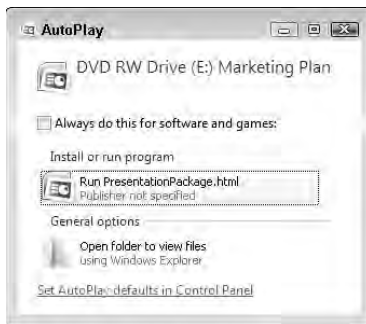 AutoPlay
DVD RW Drive (E:) Marketing Plan
Always do this for software and games:
Install or run program
Run PresentationPackage.html
Publisher not specified
General options
Open folder to view files
using Windows Explorer
Set AutoPlay defaults in Control Panel